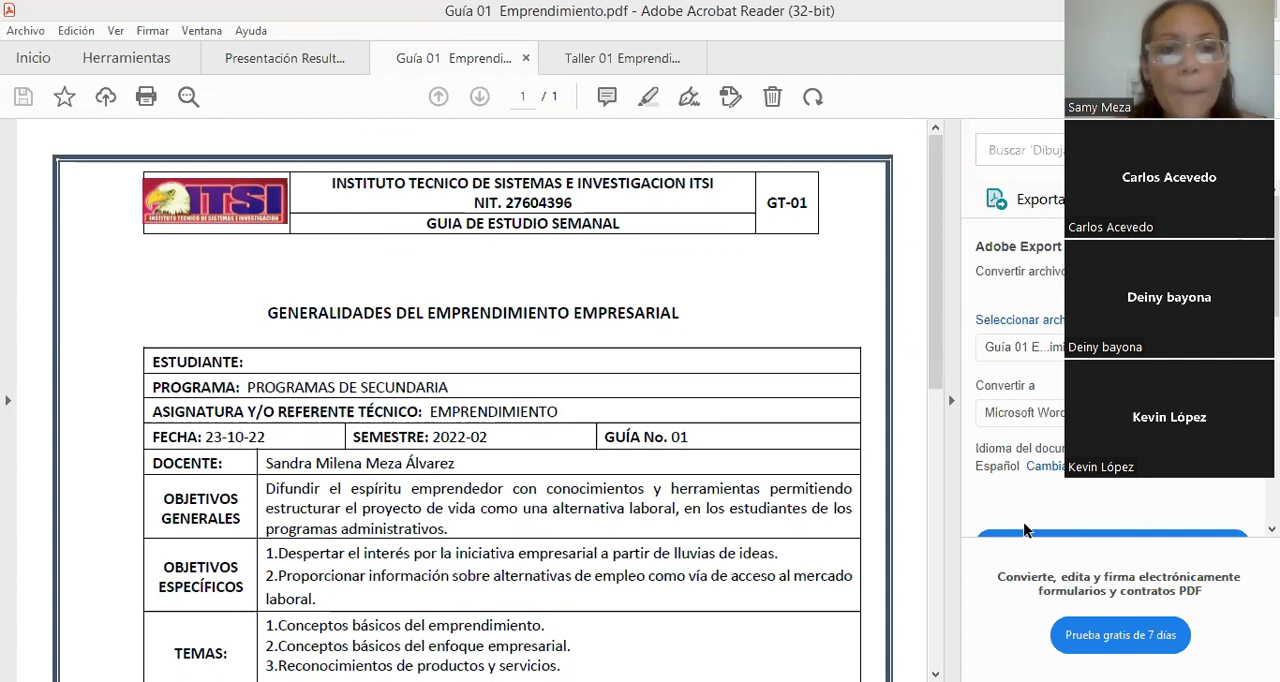 Guía 01 Emprendimiento.pdf - Adobe Acrobat Reader (32-bit)
Archivo Edición Ver Firmar Ventana Ayuda
Inicio Herramientas Presentación Result... Guía 01 Emprendi... × Taller 01 Emprendi...
1 / 1
ITSI
INSTITUTO TECNICO DE SISTEMAS E INVESTIGACION
INSTITUTO TECNICO DE SISTEMAS E INVESTIGACION ITSI
NIT. 27604396
GUIA DE ESTUDIO SEMANAL
GT-01
GENERALIDADES DEL EMPRENDIMIENTO EMPRESARIAL
ESTUDIANTE:
PROGRAMA: PROGRAMAS DE SECUNDARIA
ASIGNATURA Y/O REFERENTE TÉCNICO: EMPRENDIMIENTO
FECHA: 23-10-22 SEMESTRE: 2022-02 GUÍA No. 01
DOCENTE: Sandra Milena Meza Álvarez
OBJETIVOS
GENERALES
Difundir el espíritu emprendedor con conocimientos y herramientas permitiendo
estructurar el proyecto de vida como una alternativa laboral, en los estudiantes de los
programas administrativos.
OBJETIVOS
ESPECÍFICOS
1.Despertar el interés por la iniciativa empresarial a partir de lluvias de ideas.
2.Proporcionar información sobre alternativas de empleo como vía de acceso al mercado
laboral.
TEMAS:
1.Conceptos básicos del emprendimiento.
2.Conceptos básicos del enfoque empresarial.
3.Reconocimientos de productos y servicios.
Buscar 'Dibuj
Exporta
Adobe Export
Convertir archivo
Seleccionar arch
Guía 01 E...imi
Convertir a
Microsoft Word
Idioma del docum
Español Cambia
Convierte, edita y firma electrónicamente
formularios y contratos PDF
Prueba gratis de 7 días
Samy Meza
Carlos Acevedo
Carlos Acevedo
Deiny bayona
Deiny bayona
Kevin López
Kevin López